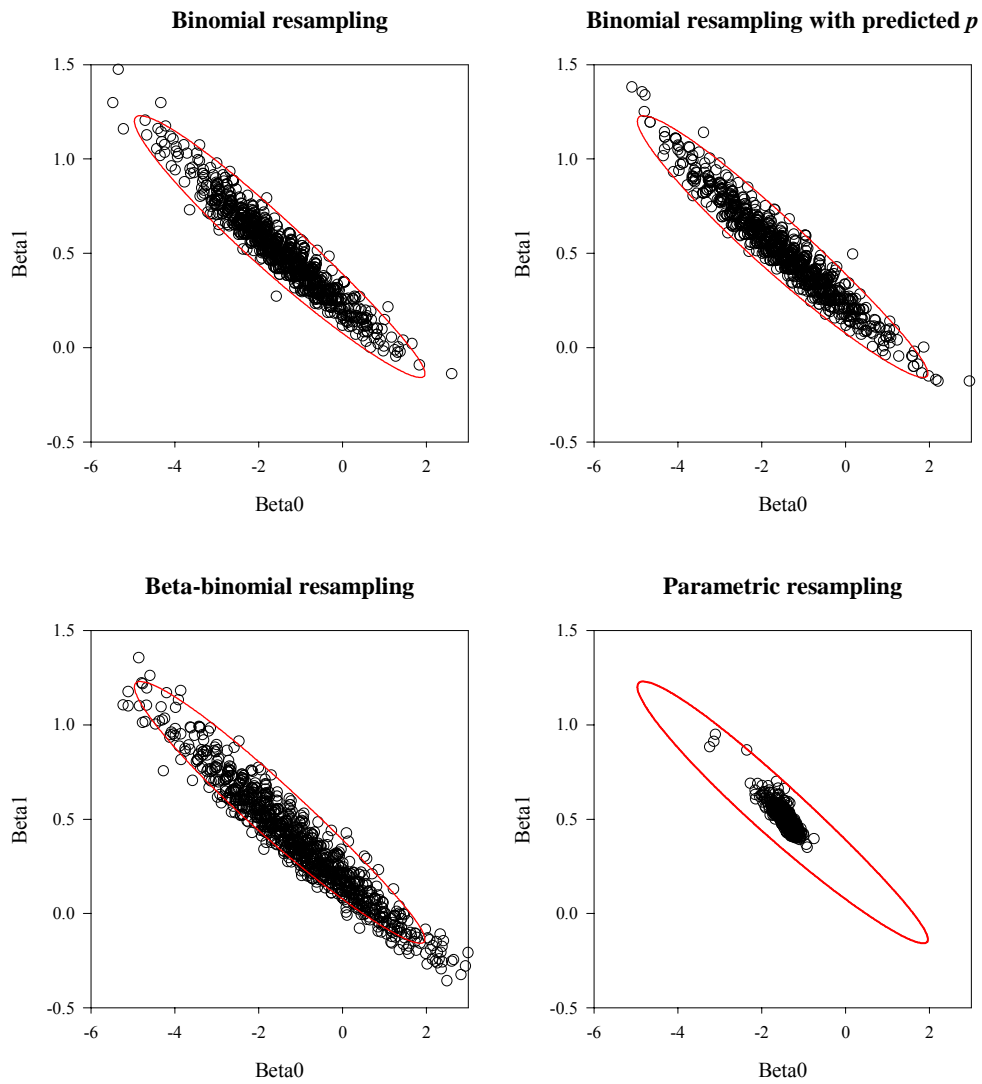 Binomial resampling
Binomial resampling with predicted p
1.5
1.0
0.5
0.0
-0.5
Beta1
-6 -4 -2 0 2
Beta0
1.5
1.0
0.5
0.0
-0.5
Beta1
-6 -4 -2 0 2
Beta0
Beta-binomial resampling
Parametric resampling
1.5
1.0
0.5
0.0
-0.5
Beta1
-6 -4 -2 0 2
Beta0
1.5
1.0
0.5
0.0
-0.5
Beta1
-6 -4 -2 0 2
Beta0